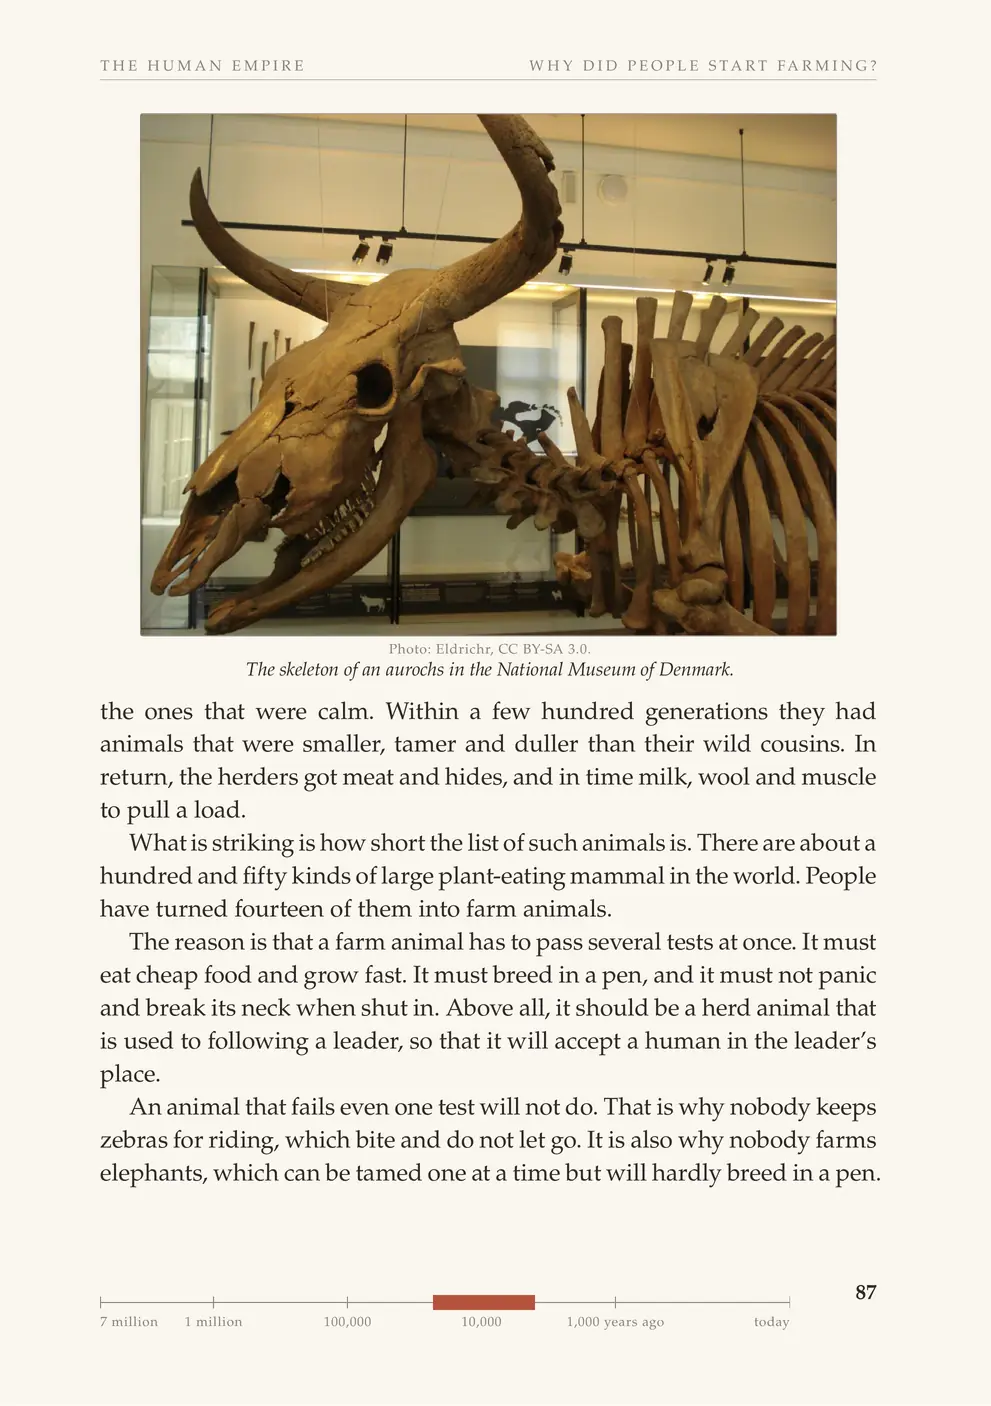 THE HUMAN EMPIRE
WHY DID PEOPLE START FARMING?
Photo: Eldrichr, CC BY-SA 3.0.
The skeleton of an aurochs in the National Museum of Denmark.
the ones that were calm. Within a few hundred generations they had
animals that were smaller, tamer and duller than their wild cousins. In
return, the herders got meat and hides, and in time milk, wool and muscle
to pull a load.
What is striking is how short the list of such animals is. There are about a
hundred and fifty kinds of large plant-eating mammal in the world. People
have turned fourteen of them into farm animals.
The reason is that a farm animal has to pass several tests at once. It must
eat cheap food and grow fast. It must breed in a pen, and it must not panic
and break its neck when shut in. Above all, it should be a herd animal that
is used to following a leader, so that it will accept a human in the leader’s
place.
An animal that fails even one test will not do. That is why nobody keeps
zebras for riding, which bite and do not let go. It is also why nobody farms
elephants, which can be tamed one at a time but will hardly breed in a pen.
87
7 million 1 million 100,000 10,000 1,000 years ago today